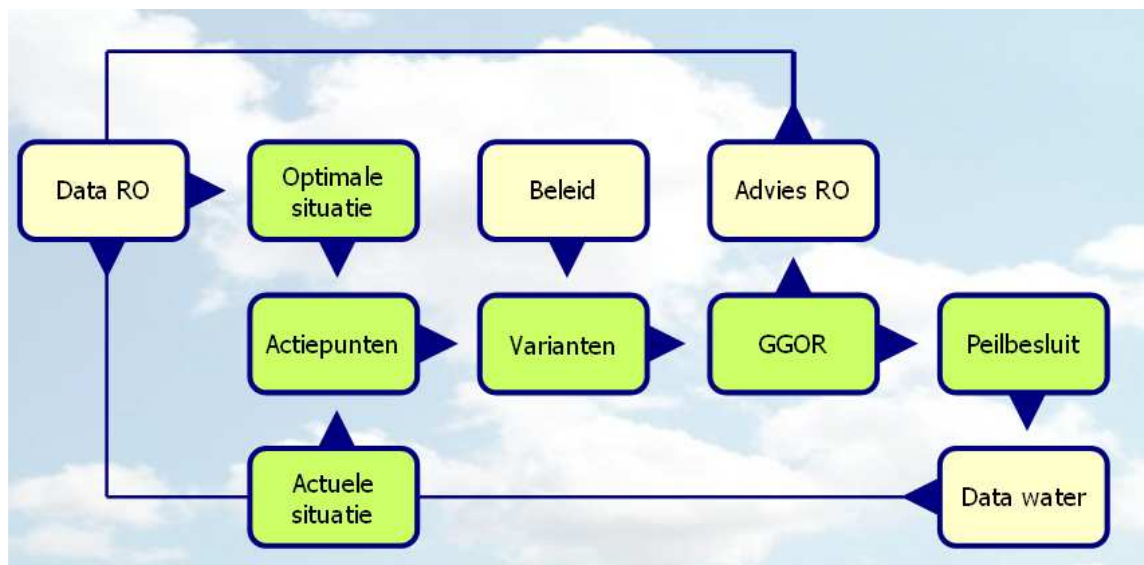 Data RO
Optimale
situatie
Beleid
Advies RO
Actiepunten
Varianten
GGOR
Peilbesluit
Actuele
situatie
Data water